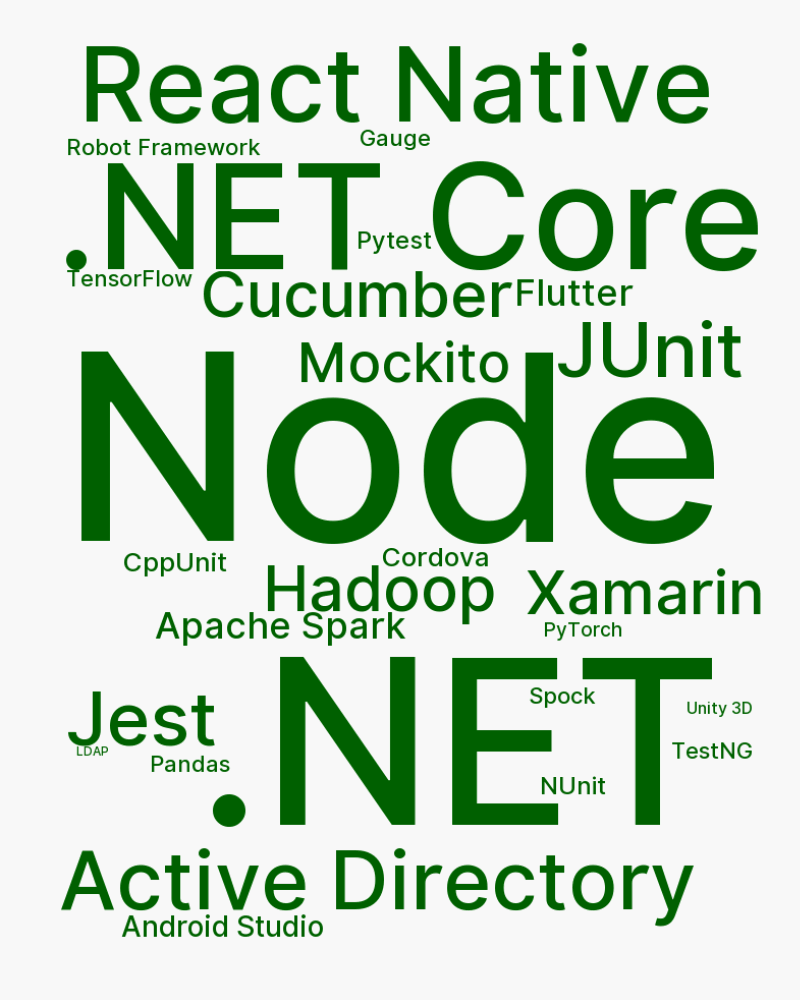 React Native
Gauge
Robot Framework
.NET Core
Pytest
TensorFlow
Cucumber
Flutter
JUnit
Mockito
Node
CppUnit
Cordova
Hadoop
Xamarin
Apache Spark
PyTorch
.NET
Spock
Jest
Unity 3D
LDAP
TestNG
Pandas
NUnit
Active Directory
Android Studio